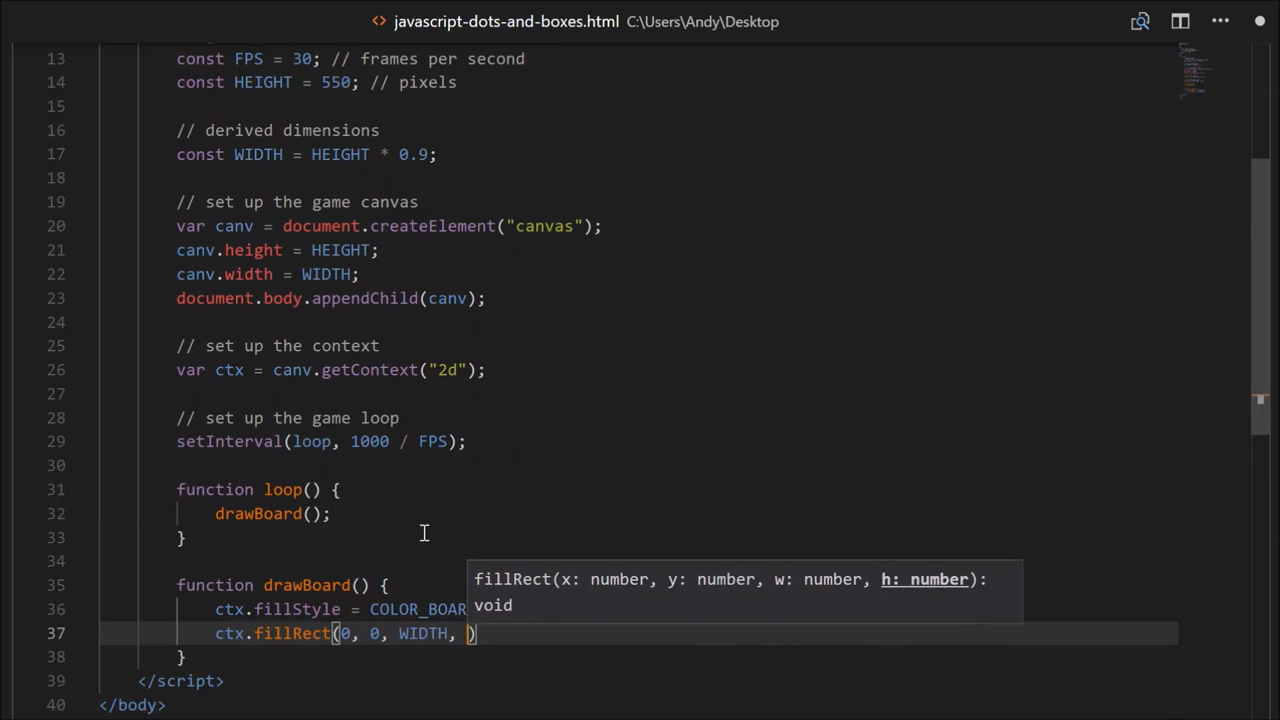 javascript-dots-and-boxes.html C:\Users\Andy\Desktop
13 const FPS = 30; // frames per second
14 const HEIGHT = 550; // pixels
15
16 // derived dimensions
17 const WIDTH = HEIGHT * 0.9;
18
19 // set up the game canvas
20 var canv = document.createElement("canvas");
21 canv.height = HEIGHT;
22 canv.width = WIDTH;
23 document.body.appendChild(canv);
24
25 // set up the context
26 var ctx = canv.getContext("2d");
27
28 // set up the game loop
29 setInterval(loop, 1000 / FPS);
30
31 function loop() {
32 drawBoard();
33 }
34
fillRect(x: number, y: number, w: number, h: number):
void
35 function drawBoard() {
36 ctx.fillStyle = COLOR_BOAR
37 ctx.fillRect(0, 0, WIDTH, )
38 }
39 </script>
40 </body>